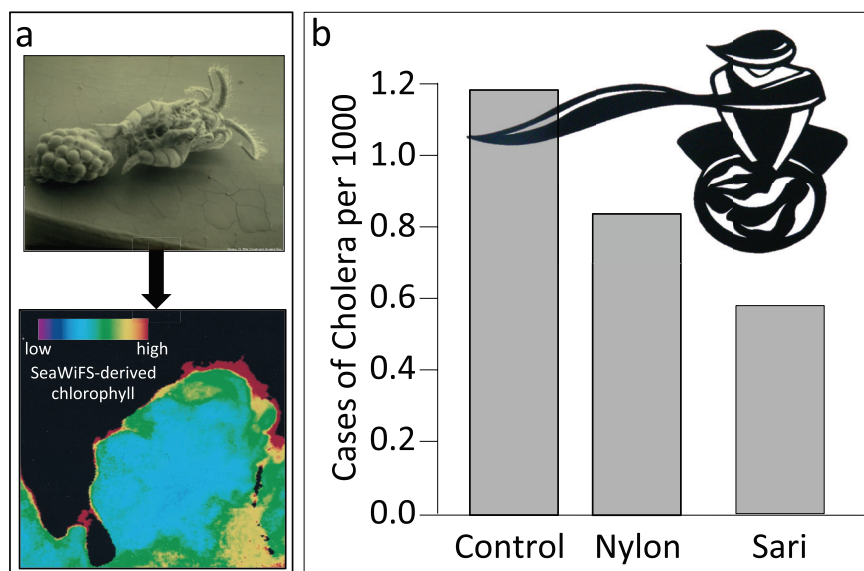 a
low high
SeaWiFS-derived
chlorophyll
b
Cases of Cholera per 1000
1.2
1.0
0.8
0.6
0.4
0.2
0.0
Control Nylon Sari